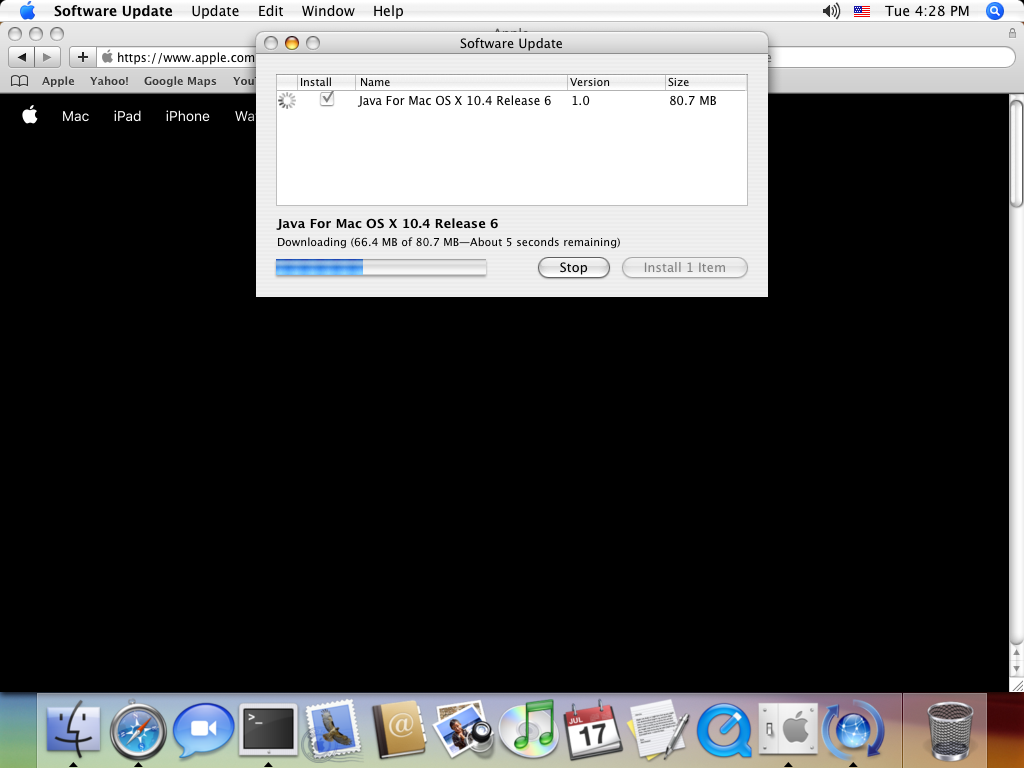 Software Update Update Edit Window Help Tue 4:28 PM
Software Update
https://www.apple.com
Apple Yahoo! Google Maps
Mac iPad iPhone
Install Name Version Size
Java For Mac OS X 10.4 Release 6 1.0 80.7 MB
Java For Mac OS X 10.4 Release 6
Downloading (66.4 MB of 80.7 MB—About 5 seconds remaining)
Stop Install 1 Item
>_
@
JUL
17